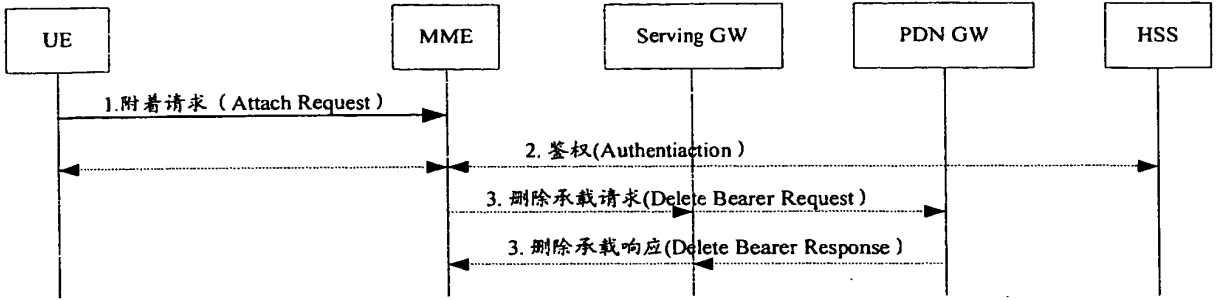 UE
MME
Serving GW
PDN GW
HSS
1.附着请求（Attach Request）
2. 鉴权(Authentiaction）
3. 删除承载请求(Delete Bearer Request）
3. 删除承载响应(Delete Bearer Response）